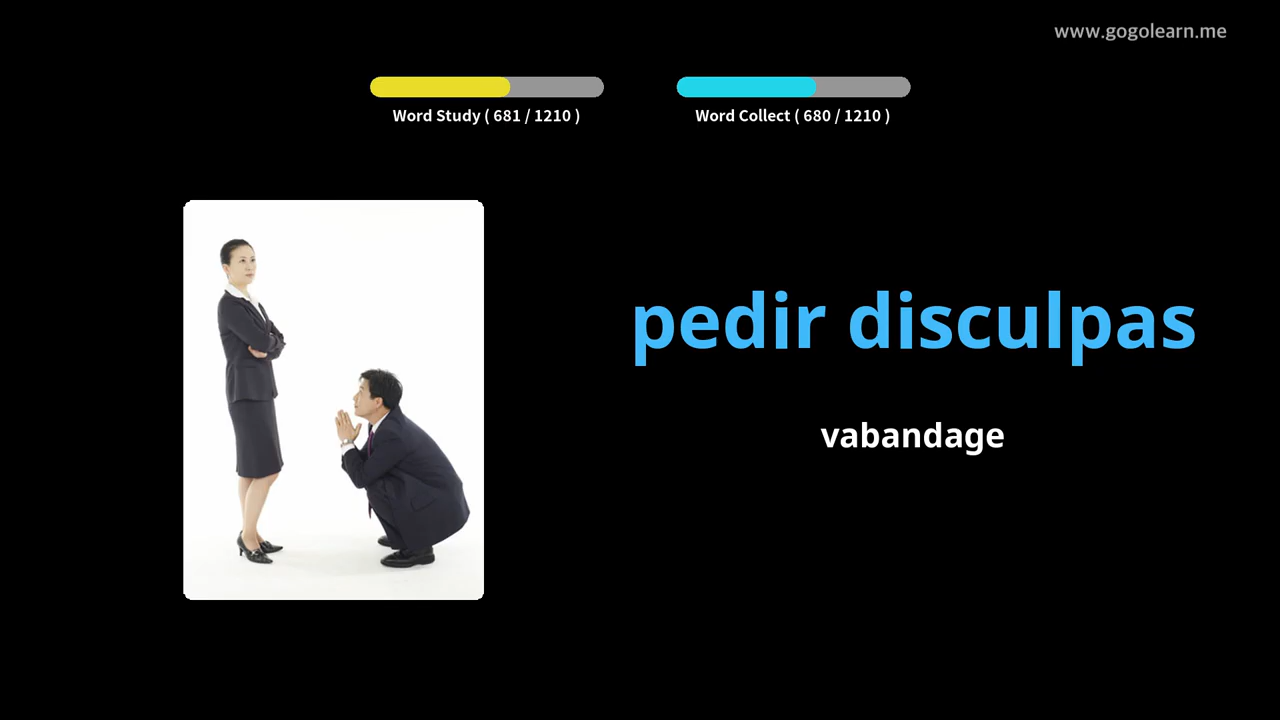 www.gogolearn.me
Word Study ( 681 / 1210 )
Word Collect ( 680 / 1210 )
pedir disculpas
vabandage